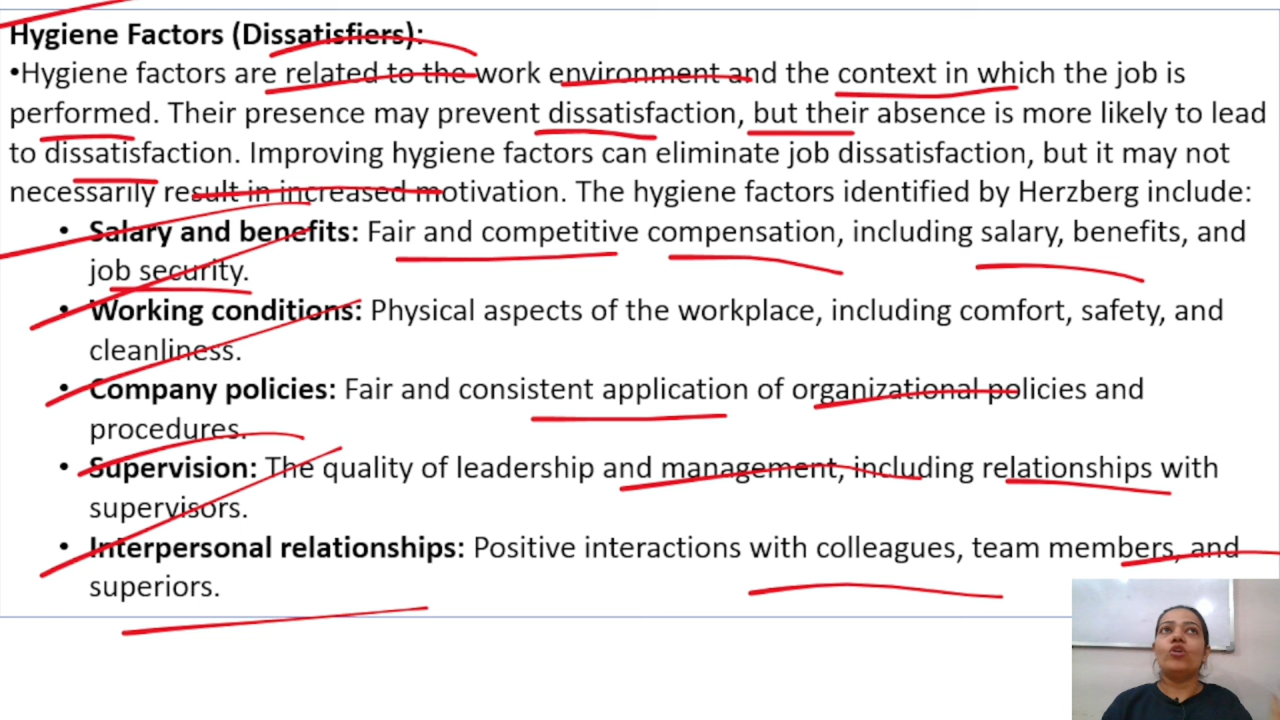 Hygiene Factors (Dissatisfiers):
•Hygiene factors are related to the work environment and the context in which the job is
performed. Their presence may prevent dissatisfaction, but their absence is more likely to lead
to dissatisfaction. Improving hygiene factors can eliminate job dissatisfaction, but it may not
necessarily result in increased motivation. The hygiene factors identified by Herzberg include:
• Salary and benefits: Fair and competitive compensation, including salary, benefits, and
job security.
• Working conditions: Physical aspects of the workplace, including comfort, safety, and
cleanliness.
• Company policies: Fair and consistent application of organizational policies and
procedures.
• Supervision: The quality of leadership and management, including relationships with
supervisors.
• Interpersonal relationships: Positive interactions with colleagues, team members, and
superiors.